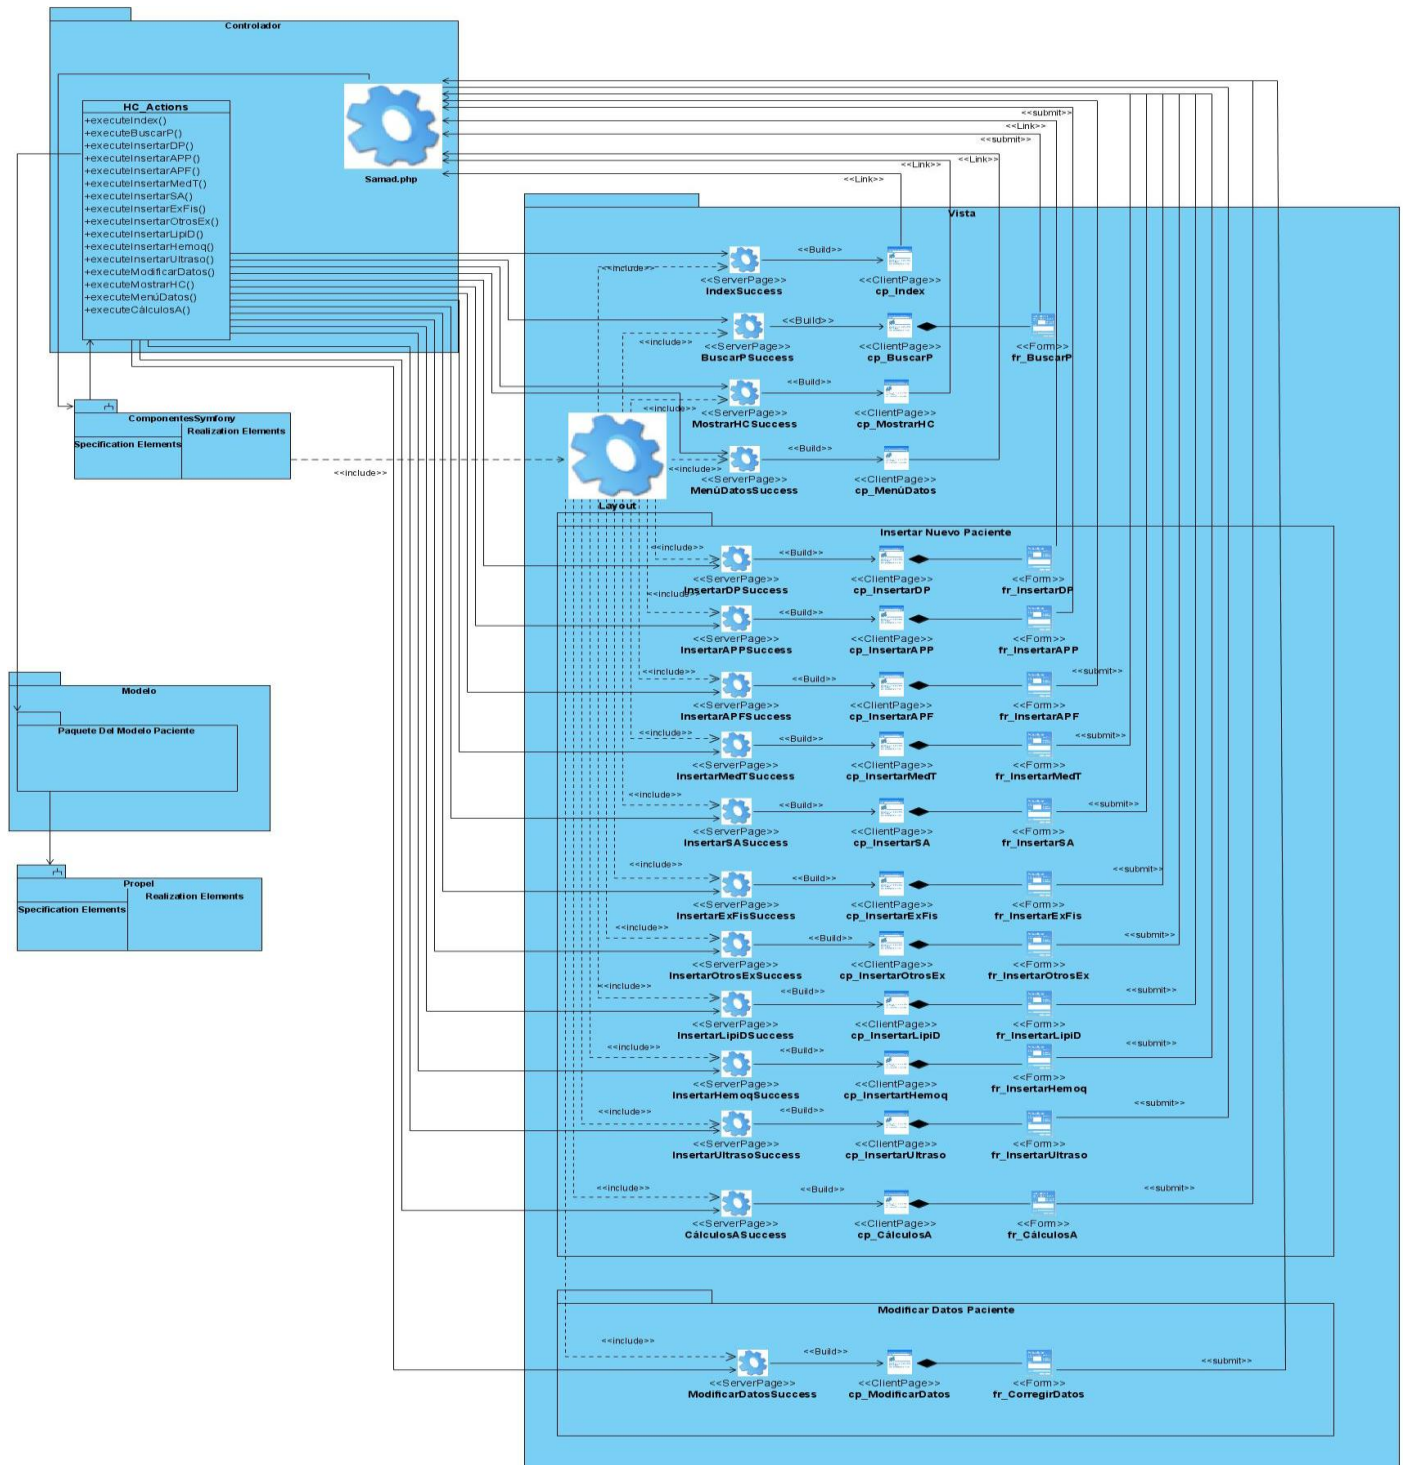 Controlador
HC_Actions
+executeIndex()
+executeBuscarP()
+executeInsertarDP()
+executeInsertarAPP()
+executeInsertarAPF()
+executeInsertarMedT()
+executeInsertarSA()
+executeInsertarExFis()
+executeInsertarOtrosEx()
+executeInsertarLipiD()
+executeInsertarHemoq()
+executeInsertarUltraso()
+executeModificarDatos()
+executeMostrarHC()
+executeMenúDatos()
+executeCálculosA()
Samad.php
<<submit>>
<<Link>>
<<submit>>
<<Link>>
<<Link>>
<<Link>>
Vista
<<include>>
<<Build>>
<<ServerPage>>
IndexSuccess
<<ClientPage>>
cp_Index
<<include>>
<<Build>>
<<ServerPage>>
BuscarPSuccess
<<ClientPage>>
cp_BuscarP
<<Form>>
fr_BuscarP
<<include>>
<<Build>>
<<ServerPage>>
MostrarHCSuccess
<<ClientPage>>
cp_MostrarHC
<<include>>
<<Build>>
<<ServerPage>>
MenúDatosSuccess
<<ClientPage>>
cp_MenúDatos
Layout
ComponentesSymfony
Specification Elements
Realization Elements
<<include>>
Insertar Nuevo Paciente
<<include>>
<<Build>>
<<ServerPage>>
InsertarDPSuccess
<<ClientPage>>
cp_InsertarDP
<<Form>>
fr_InsertarDP
<<include>>
<<Build>>
<<ServerPage>>
InsertarAPPSuccess
<<ClientPage>>
cp_InsertarAPP
<<Form>>
fr_InsertarAPP
<<include>>
<<Build>>
<<submit>>
<<ServerPage>>
InsertarAPFSuccess
<<ClientPage>>
cp_InsertarAPF
<<Form>>
fr_InsertarAPF
<<include>>
<<Build>>
<<submit>>
<<ServerPage>>
InsertarMedTSuccess
<<ClientPage>>
cp_InsertarMedT
<<Form>>
fr_InsertarMedT
<<include>>
<<Build>>
<<submit>>
<<ServerPage>>
InsertarSASuccess
<<ClientPage>>
cp_InsertarSA
<<Form>>
fr_InsertarSA
<<include>>
<<Build>>
<<submit>>
<<ServerPage>>
InsertarExFisSuccess
<<ClientPage>>
cp_InsertarExFis
<<Form>>
fr_InsertarExFis
<<include>>
<<Build>>
<<submit>>
<<ServerPage>>
InsertarOtrosExSuccess
<<ClientPage>>
cp_InsertarOtrosEx
<<Form>>
fr_InsertarOtrosEx
<<include>>
<<Build>>
<<submit>>
<<ServerPage>>
InsertarLipiDSuccess
<<ClientPage>>
cp_InsertarLipiD
<<Form>>
fr_InsertarLipiD
<<include>>
<<Build>>
<<submit>>
<<ServerPage>>
InsertarHemoqSuccess
<<ClientPage>>
cp_InsertartHemoq
<<Form>>
fr_InsertarHemoq
<<include>>
<<Build>>
<<submit>>
<<ServerPage>>
InsertarUltrasoSuccess
<<ClientPage>>
cp_InsertarUltraso
<<Form>>
fr_InsertarUltraso
<<include>>
<<Build>>
<<submit>>
<<ServerPage>>
CálculosASuccess
<<ClientPage>>
cp_CálculosA
<<Form>>
fr_CálculosA
Modificar Datos Paciente
<<include>>
<<Build>>
<<submit>>
<<ServerPage>>
ModificarDatosSuccess
<<ClientPage>>
cp_ModificarDatos
<<Form>>
fr_CorregirDatos
Modelo
Paquete Del Modelo Paciente
Propel
Specification Elements
Realization Elements